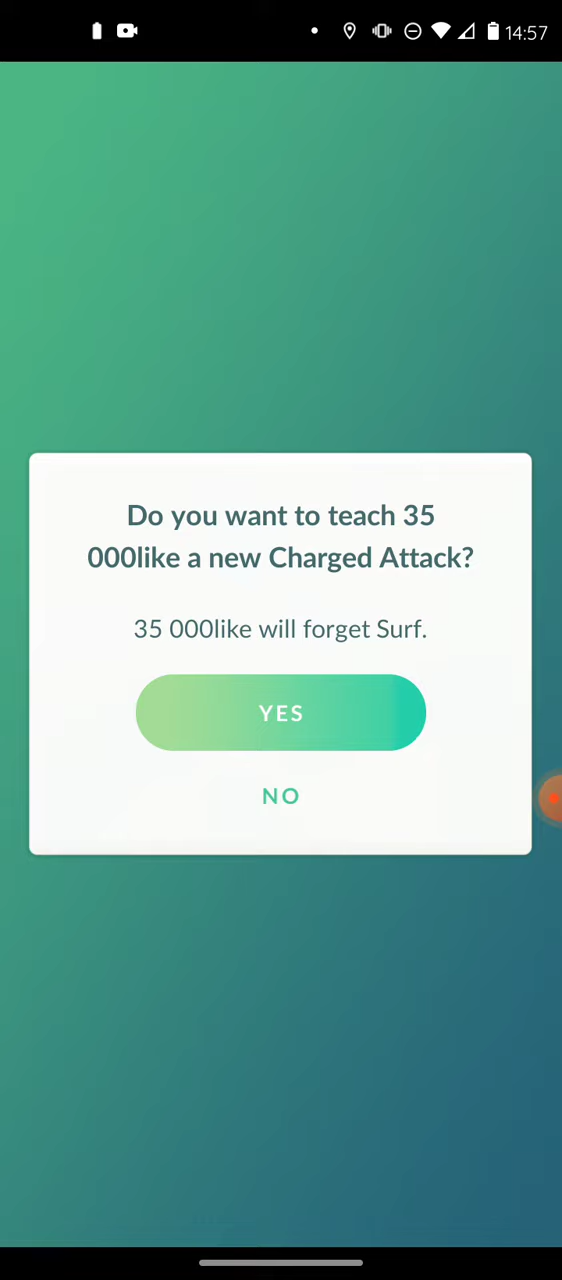 14:57
Do you want to teach 35
000like a new Charged Attack?
35 000like will forget Surf.
YES
NO